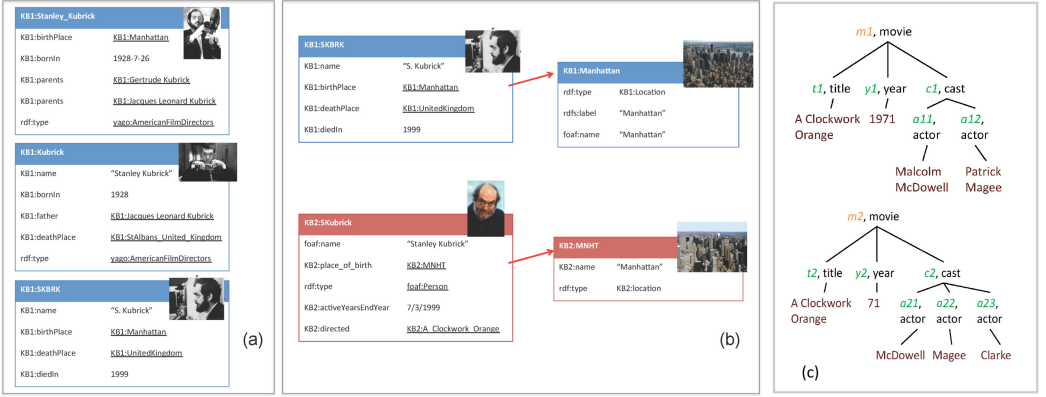 KB1:Stanley_Kubrick
KB1:birthPlace KB1:Manhattan
KB1:bornIn 1928-7-26
KB1:parents KB1:Gertrude Kubrick
KB1:parents KB1:Jacques Leonard Kubrick
rdf:type yago:AmericanFilmDirectors
KB1:Kubrick
KB1:name "Stanley Kubrick"
KB1:bornIn 1928
KB1:father KB1:Jacques Leonard Kubrick
KB1:deathPlace KB1:StAlbans_United_Kingdom
rdf:type yago:AmericanFilmDirectors
KB1:SKBRK
KB1:name "S. Kubrick"
KB1:birthPlace KB1:Manhattan
KB1:deathPlace KB1:UnitedKingdom
KB1:diedIn 1999
(a)
KB1:SKBRK
KB1:name "S. Kubrick"
KB1:birthPlace KB1:Manhattan
KB1:deathPlace KB1:UnitedKingdom
KB1:diedIn 1999
KB1:Manhattan
rdf:type KB1:Location
rdfs:label "Manhattan"
foaf:name "Manhattan"
KB2:SKubrick
foaf:name "Stanley Kubrick"
KB2:place_of_birth KB2:MNHT
rdf:type foaf:Person
KB2:activeYearsEndYear 7/3/1999
KB2:directed KB2:A_Clockwork_Orange
KB2:MNHT
KB2:name "Manhattan"
rdf:type KB2:location
(b)
m1, movie
t1, title y1, year c1, cast
A Clockwork 1971 a11, a12,
Orange actor actor
Malcolm Patrick
McDowell Magee
m2, movie
t2, title y2, year c2, cast
A Clockwork 71 a21, a22, a23,
Orange actor actor actor
McDowell Magee Clarke
(c)